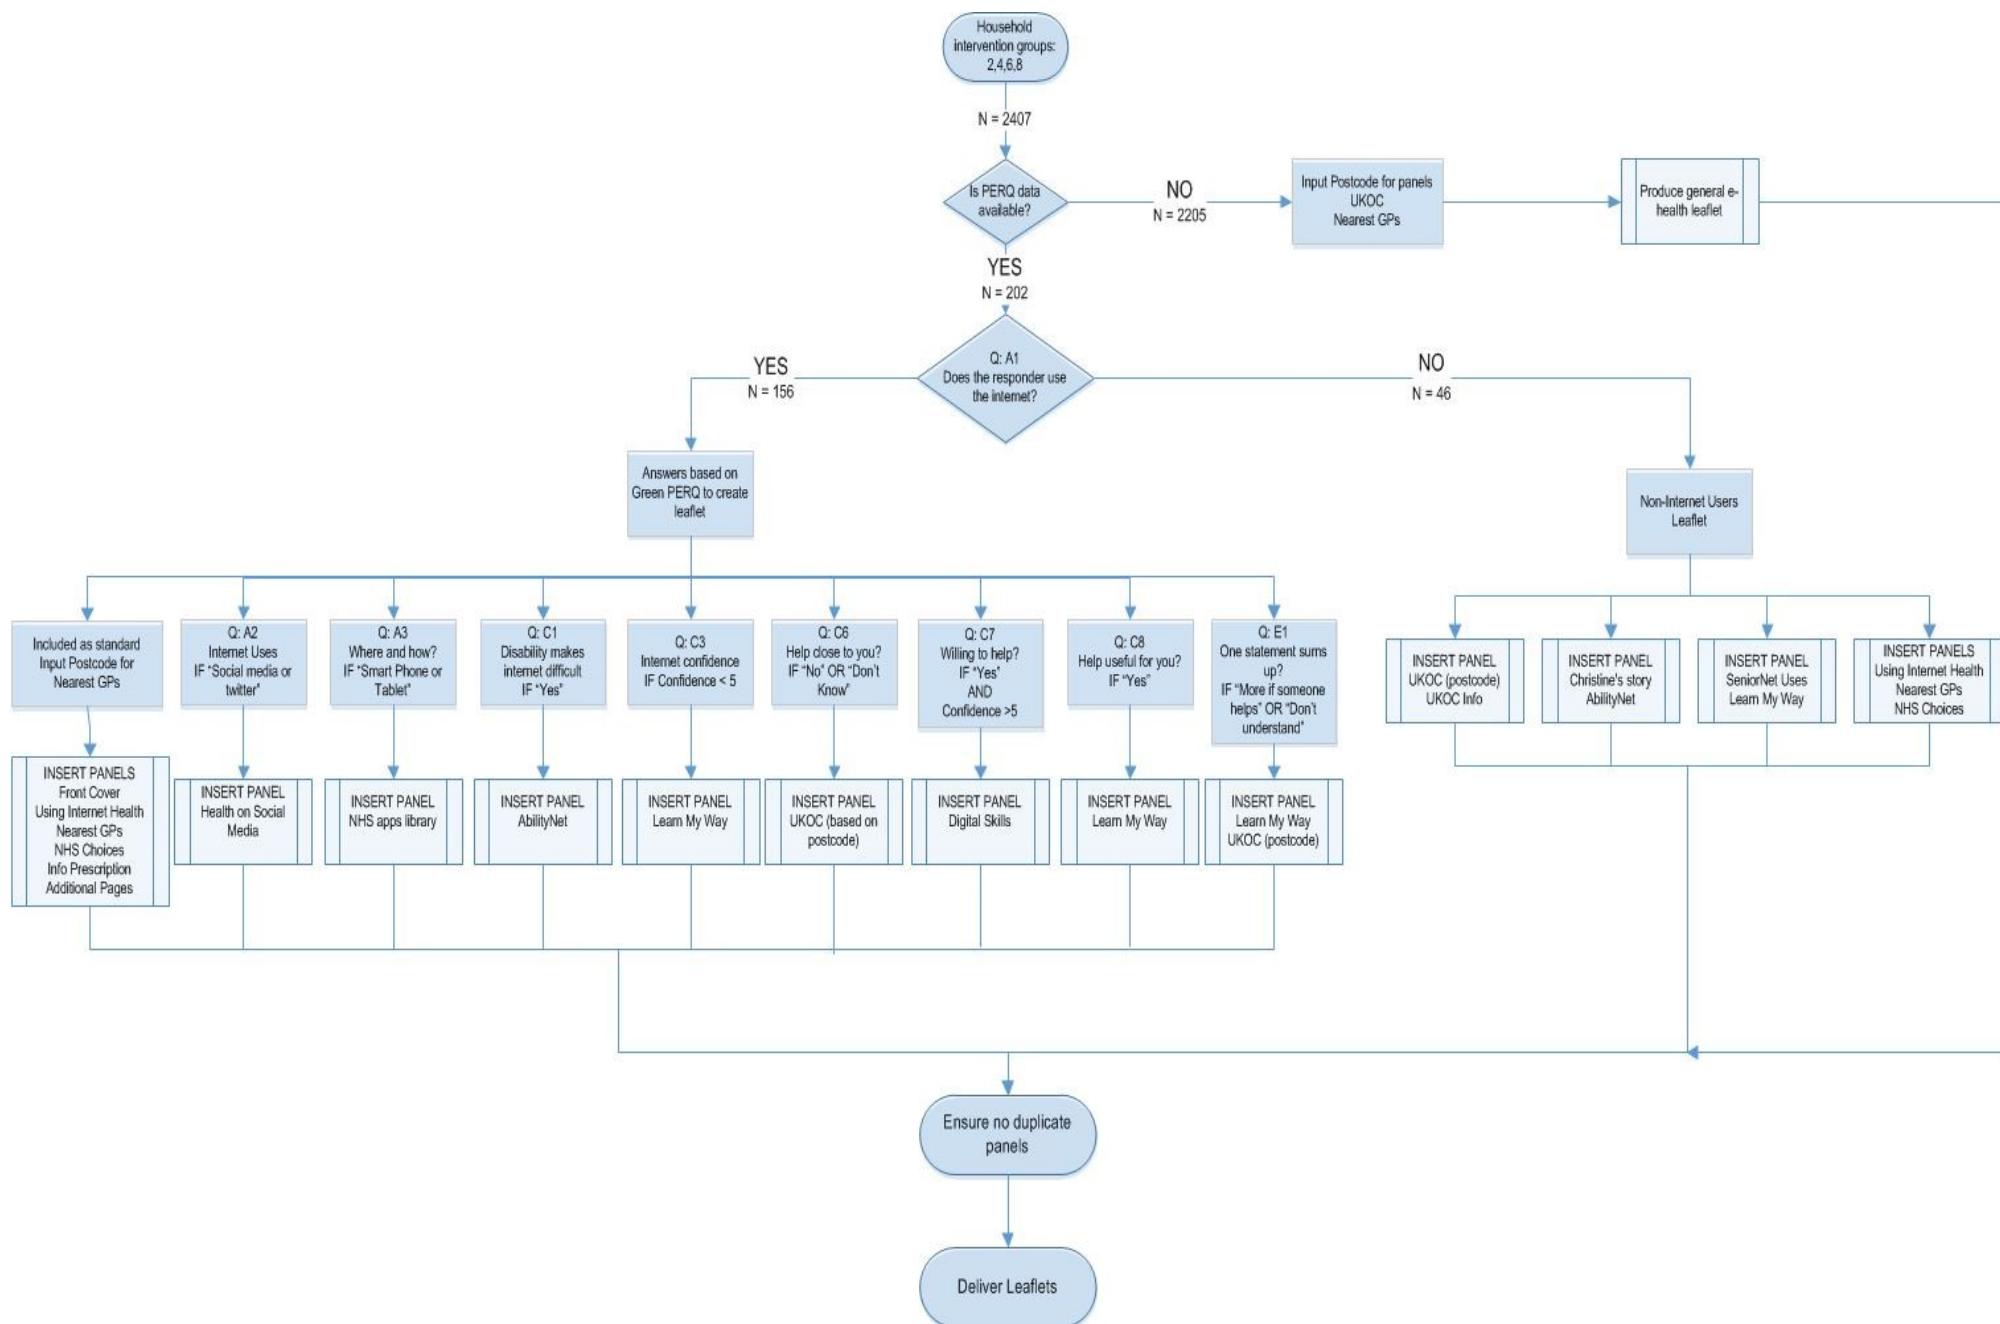 Household
intervention groups:
2,4,6,8
N = 2407
Is PERQ data
available?
NO
N = 2205
Input Postcode for panels
UKOC
Nearest GPs
Produce general e-
health leaflet
YES
N = 202
Q: A1
Does the responder use
the internet?
YES
N = 156
NO
N = 46
Answers based on
Green PERQ to create
leaflet
Non-Internet Users
Leaflet
Included as standard
Input Postcode for
Nearest GPs
Q: A2
Internet Uses
IF "Social media or
twitter"
Q: A3
Where and how?
IF "Smart Phone or
Tablet"
Q: C1
Disability makes
internet difficult
IF "Yes"
Q: C3
Internet confidence
IF Confidence < 5
Q: C6
Help close to you?
IF "No" OR "Don't
Know"
Q: C7
Willing to help?
IF "Yes"
AND
Confidence >5
Q: C8
Help useful for you?
IF "Yes"
Q: E1
One statement sums
up?
IF "More if someone
helps" OR "Don't
understand"
INSERT PANEL
UKOC (postcode)
UKOC Info
INSERT PANEL
Christine's story
AbilityNet
INSERT PANEL
SeniorNet Uses
Learn My Way
INSERT PANELS
Using Internet Health
Nearest GPs
NHS Choices
INSERT PANELS
Front Cover
Using Internet Health
Nearest GPs
NHS Choices
Info Prescription
Additional Pages
INSERT PANEL
Health on Social
Media
INSERT PANEL
NHS apps library
INSERT PANEL
AbilityNet
INSERT PANEL
Learn My Way
INSERT PANEL
UKOC (based on
postcode)
INSERT PANEL
Digital Skills
INSERT PANEL
Learn My Way
INSERT PANEL
Learn My Way
UKOC (postcode)
Ensure no duplicate
panels
Deliver Leaflets